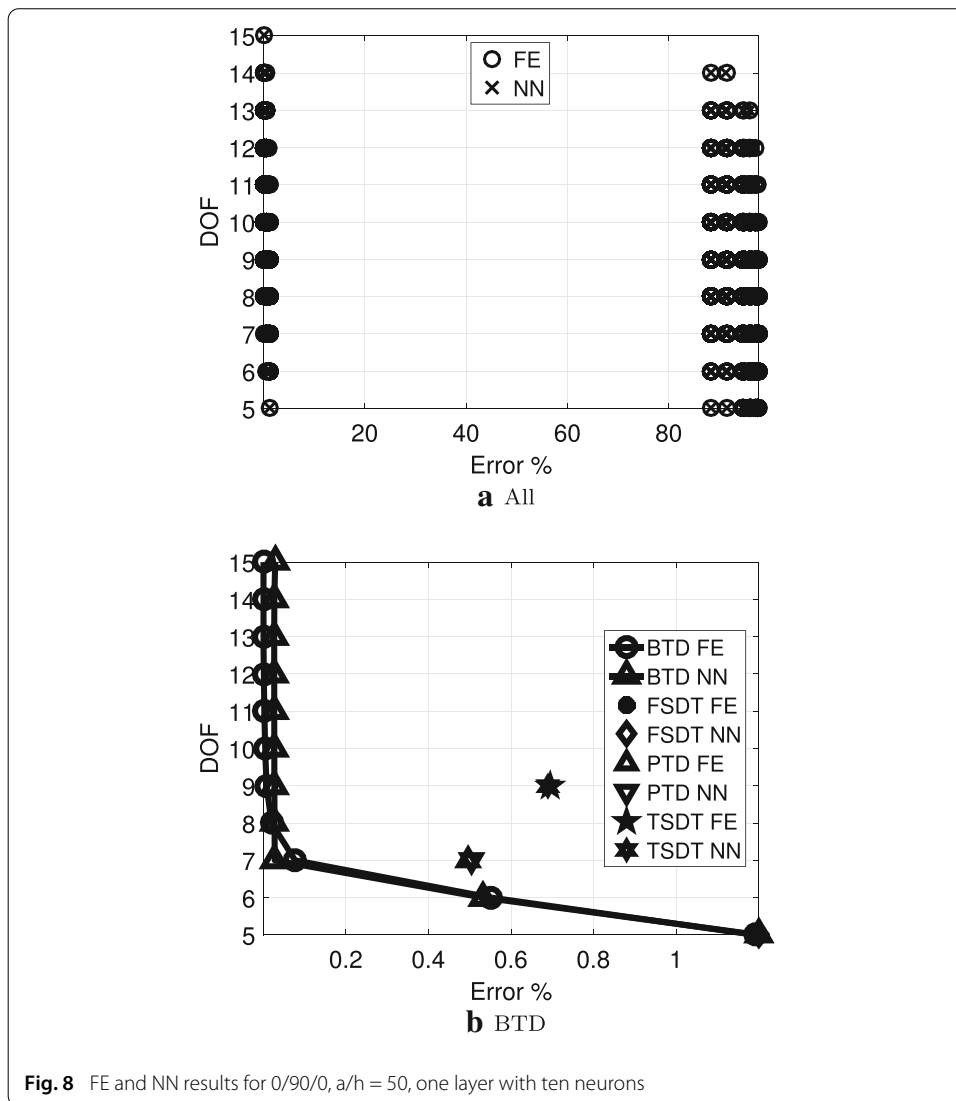 15
14
13
12
11
10
9
8
7
6
5
DOF
FE
NN
20 40 60 80
Error %
a All
15
14
13
12
11
10
9
8
7
6
5
DOF
BTD FE
BTD NN
FSDT FE
FSDT NN
PTD FE
PTD NN
TSDT FE
TSDT NN
0.2 0.4 0.6 0.8 1
Error %
b BTD
Fig. 8 FE and NN results for 0/90/0, a/h = 50, one layer with ten neurons